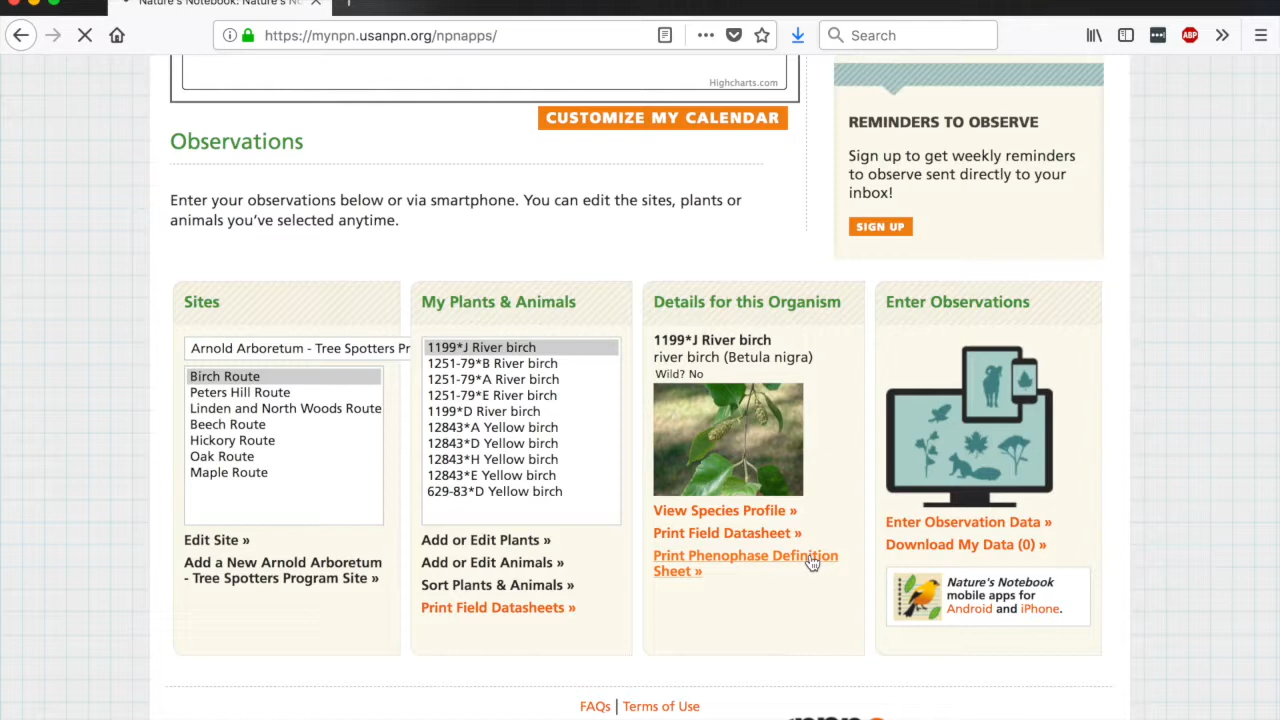 Nature's Notebook: Nature's No
https://mynpn.usanpn.org/npnapps/
Search
ABP
Highcharts.com
CUSTOMIZE MY CALENDAR
Observations
Enter your observations below or via smartphone. You can edit the sites, plants or
animals you've selected anytime.
REMINDERS TO OBSERVE
Sign up to get weekly reminders
to observe sent directly to your
inbox!
SIGN UP
Sites
Arnold Arboretum - Tree Spotters Pr
Birch Route
Peters Hill Route
Linden and North Woods Route
Beech Route
Hickory Route
Oak Route
Maple Route
Edit Site »
Add a New Arnold Arboretum
- Tree Spotters Program Site »
My Plants & Animals
1199*J River birch
1251-79*B River birch
1251-79*A River birch
1251-79*E River birch
1199*D River birch
12843*A Yellow birch
12843*D Yellow birch
12843*H Yellow birch
12843*E Yellow birch
629-83*D Yellow birch
Add or Edit Plants »
Add or Edit Animals »
Sort Plants & Animals »
Print Field Datasheets »
Details for this Organism
1199*J River birch
river birch (Betula nigra)
Wild? No
View Species Profile »
Print Field Datasheet »
Print Phenophase Definition
Sheet »
Enter Observations
Enter Observation Data »
Download My Data (0) »
Nature's Notebook
mobile apps for
Android and iPhone.
FAQs | Terms of Use